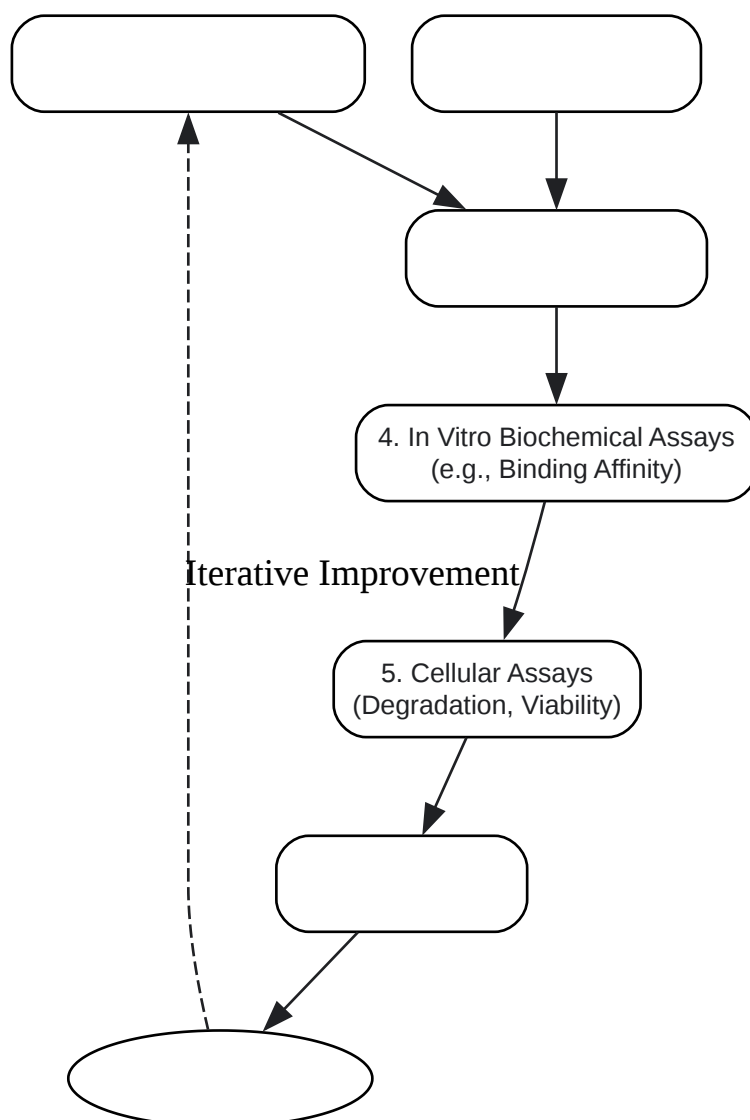 4. In Vitro Biochemical Assays
(e.g., Binding Affinity)
Iterative Improvement
5. Cellular Assays
(Degradation, Viability)